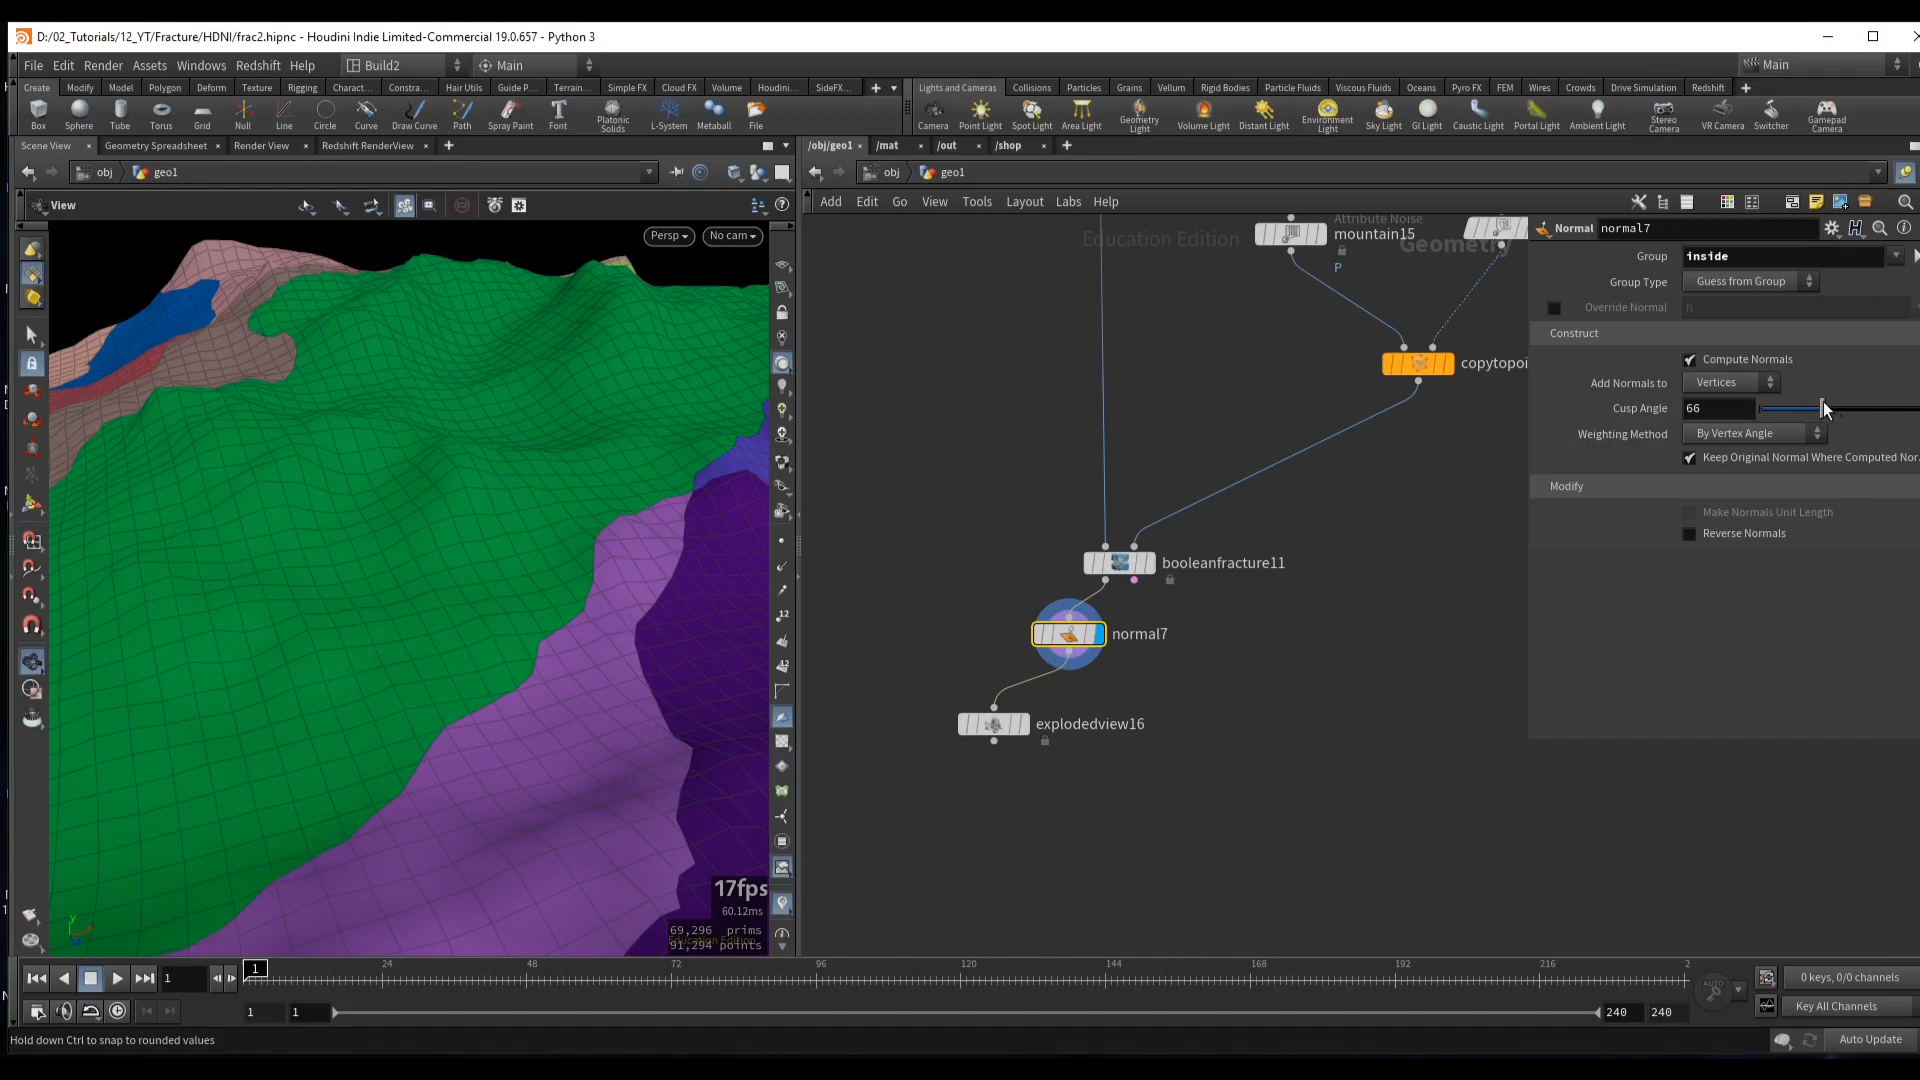 D:/02_Tutorials/12_YT/Fracture/HDNI/frac2.hipnc - Houdini Indie Limited-Commercial 19.0.657 - Python 3
File Edit Render Assets Windows Redshift Help Build2 Main Main
Create Modify Model Polygon Deform Texture Rigging Charact... Constra... Hair Utils Guide P... Terrain... Simple FX Cloud FX Volume Houdini... SideFX... Lights and Cameras Collisions Particles Grains Vellum Rigid Bodies Particle Fluids Viscous Fluids Oceans Pyro FX FEM Wires Crowds Drive Simulation Redshift
Box Sphere Tube Torus Grid Null Line Circle Curve Draw Curve Path Spray Paint Font Platonic Solids L-System Metaball File Camera Point Light Spot Light Area Light Geometry Light Volume Light Distant Light Environment Light Sky Light GI Light Caustic Light Portal Light Ambient Light Stereo Camera VR Camera Switcher Gamepad Camera
Scene View Geometry Spreadsheet Render View Redshift RenderView /obj/geo1 /mat /out /shop
obj geo1 obj geo1
View Add Edit Go View Tools Layout Labs Help
Persp No cam
Education Edition
Attribute Noise
mountain15
P
Geometry
copytopoi
booleanfracture11
normal7
explodedview16
Normal normal7
Group inside
Group Type Guess from Group
Override Normal N
Construct
Compute Normals
Add Normals to Vertices
Cusp Angle 66
Weighting Method By Vertex Angle
Keep Original Normal Where Computed Nor.
Modify
Make Normals Unit Length
Reverse Normals
12
12
17fps
60.12ms
69,296 prims
Education Edition
91,294 points
1 1 24 48 72 96 120 144 168 192 216 2
AUTO
0 keys, 0/0 channels
1 1 240 240 Key All Channels
Hold down Ctrl to snap to rounded values
Auto Update